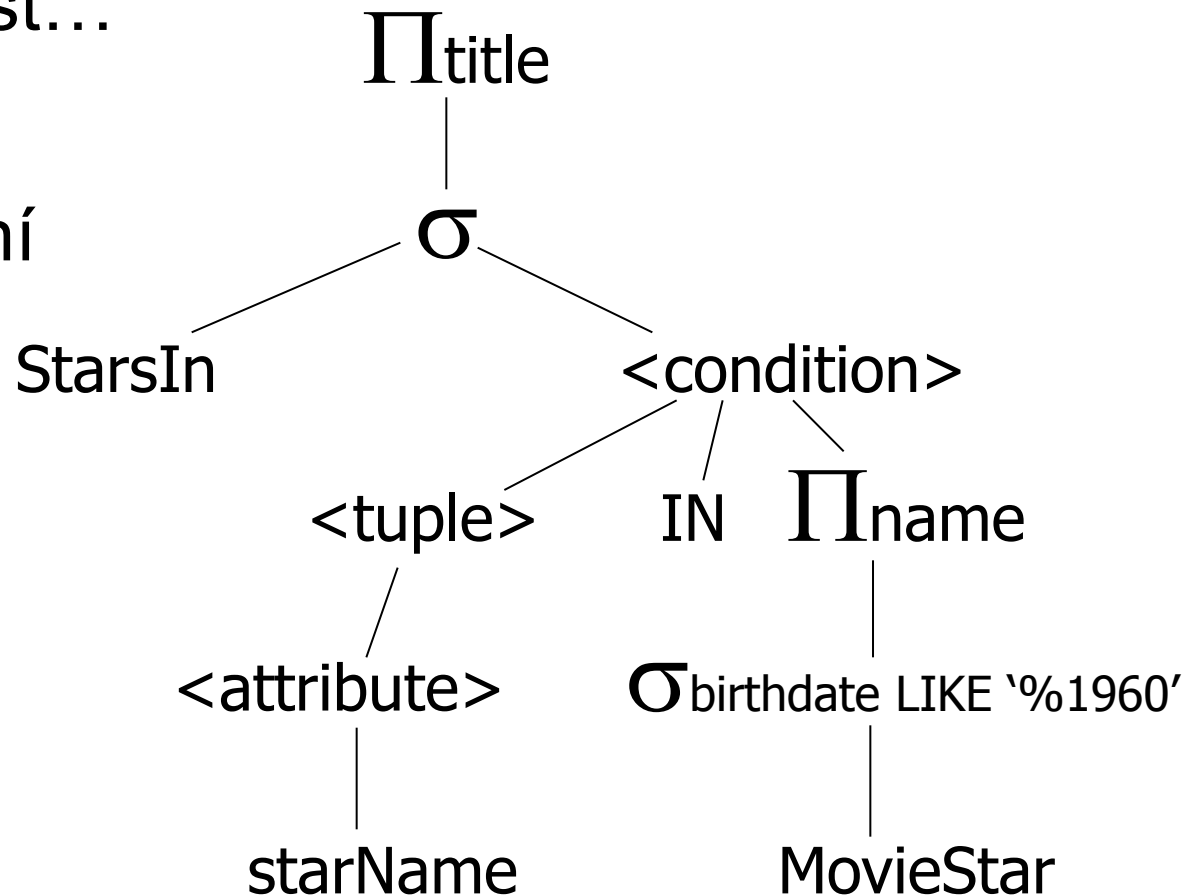 st…
Πtitle
ní
σ
StarsIn <condition>
<tuple> IN Πname
<attribute> σbirthdate LIKE ‘%1960’
starName MovieStar